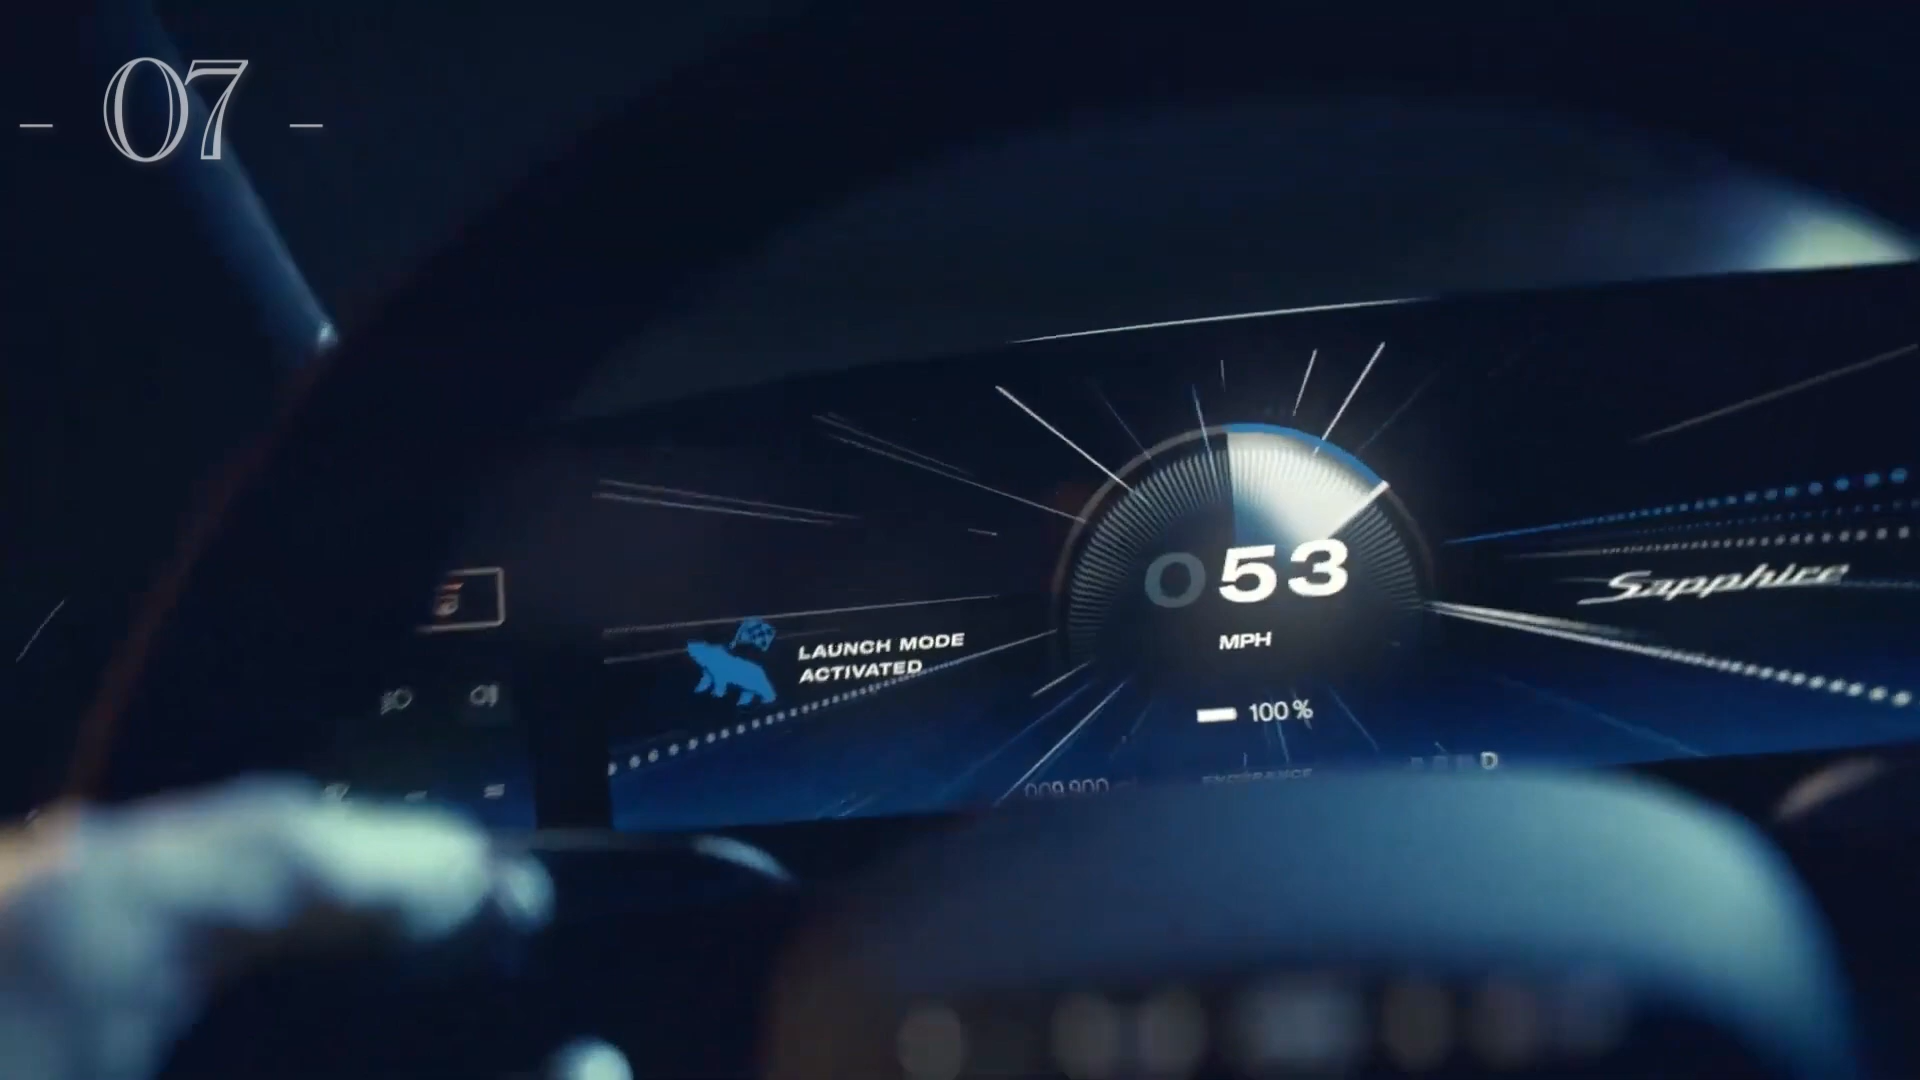 - 07 -
053
Sapphire
LAUNCH MODE
ACTIVATED
MPH
100 %
D